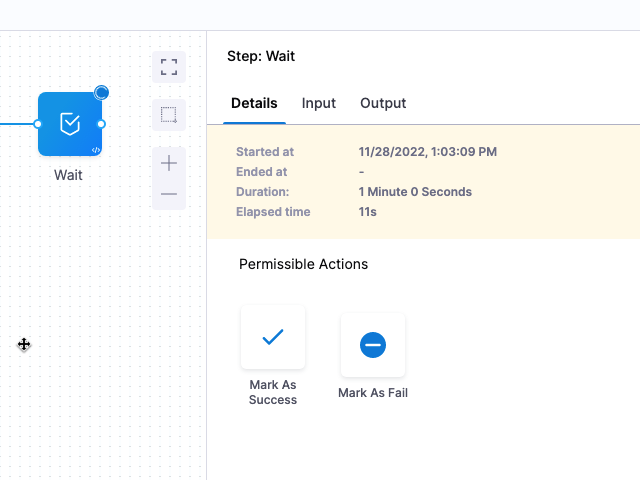 Step: Wait
Details Input Output
Started at 11/28/2022, 1:03:09 PM
Ended at -
Duration: 1 Minute 0 Seconds
Elapsed time 11s
Permissible Actions
Mark As
Success
Mark As Fail
Wait